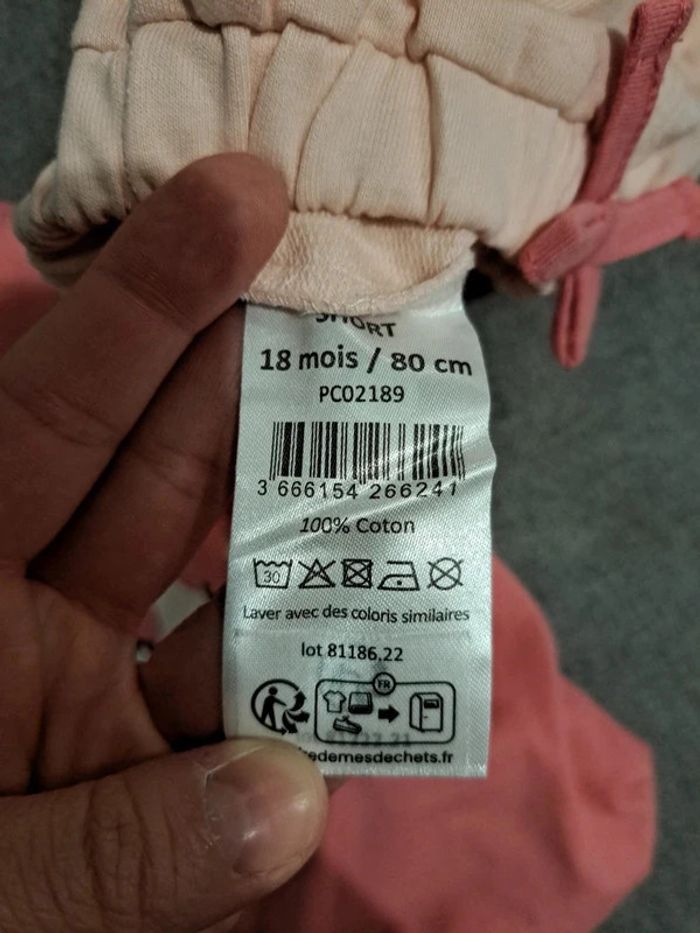 SHORT
18 mois / 80 cm
PC02189
3 666154 266241
100% Coton
30
Laver avec des coloris similaires
lot 81186.22
FR
edemesdechets.fr